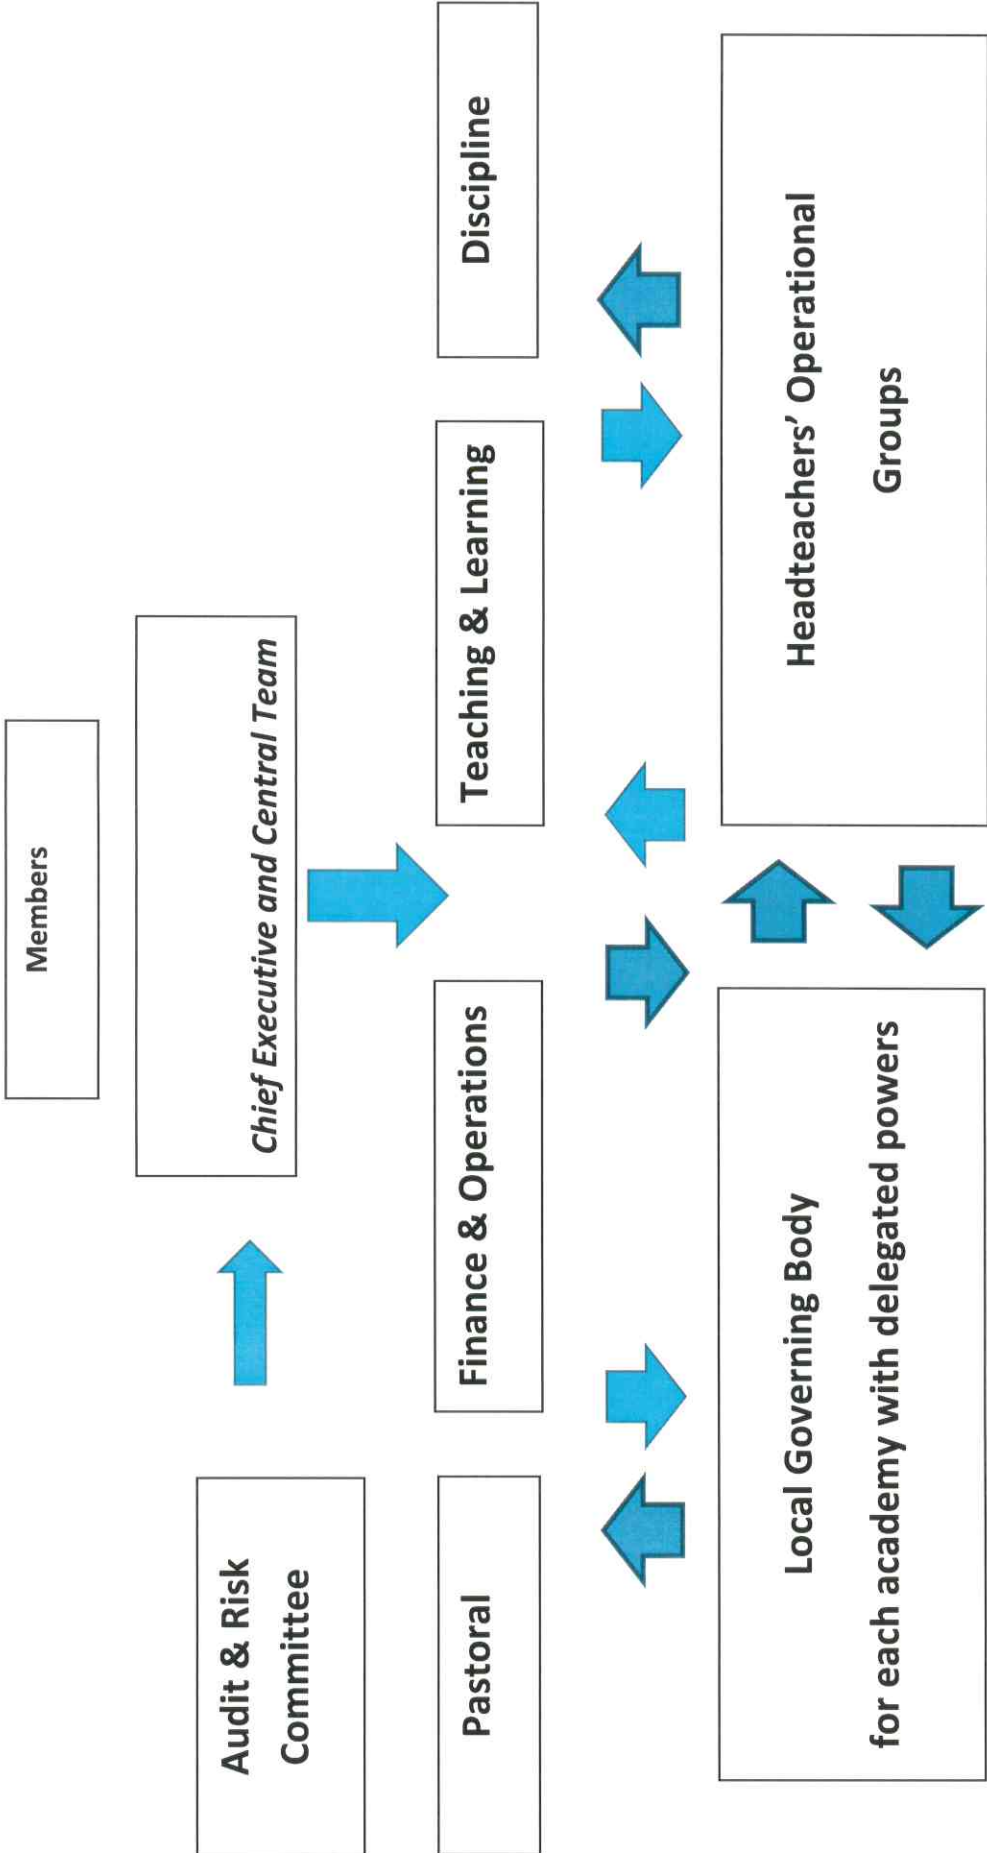 Members
Chief Executive and Central Team
Audit & Risk
Committee
Pastoral
Finance & Operations
Teaching & Learning
Discipline
Local Governing Body
for each academy with delegated powers
Headteachers’ Operational
Groups